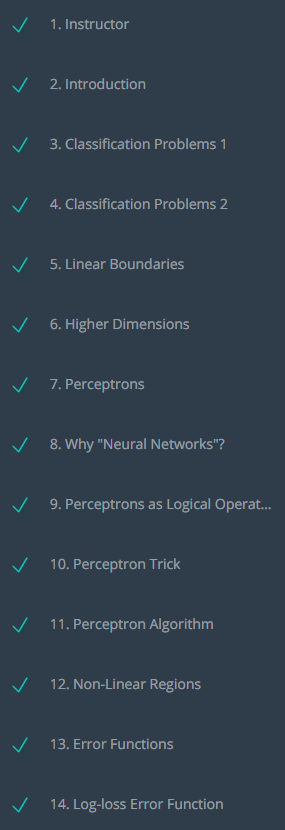 1. Instructor
2. Introduction
3. Classification Problems 1
4. Classification Problems 2
5. Linear Boundaries
6. Higher Dimensions
7. Perceptrons
8. Why "Neural Networks"?
9. Perceptrons as Logical Operat...
10. Perceptron Trick
11. Perceptron Algorithm
12. Non-Linear Regions
13. Error Functions
14. Log-loss Error Function